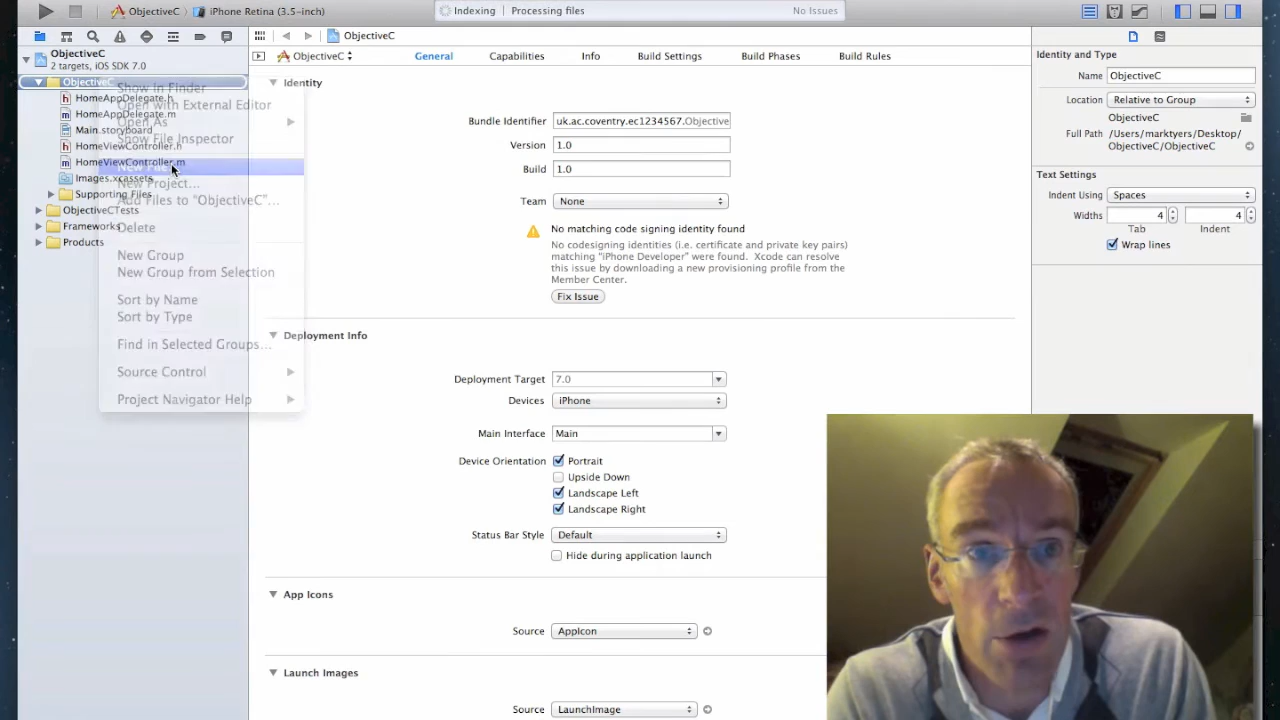 ObjectiveC
iPhone Retina (3.5-inch)
Indexing
Processing files
No Issues
ObjectiveC
2 targets, iOS SDK 7.0
ObjectiveC
HomeAppDelegate.h
HomeAppDelegate.m
Main.storyboard
HomeViewController.h
HomeViewController.m
Images.xcassets
Supporting Files
ObjectiveCTests
Frameworks
Products
Show in Finder
Open with External Editor
Open As
Show File Inspector
New File
New Project...
Add Files to "ObjectiveC"...
Delete
New Group
New Group from Selection
Sort by Name
Sort by Type
Find in Selected Groups...
Source Control
Project Navigator Help
ObjectiveC
ObjectiveC
General
Capabilities
Info
Build Settings
Build Phases
Build Rules
Identity
Bundle Identifier
uk.ac.coventry.ec1234567.Objective
Version
1.0
Build
1.0
Team
None
No matching code signing identity found
No codesigning identities (i.e. certificate and private key pairs)
matching "iPhone Developer" were found. Xcode can resolve
this issue by downloading a new provisioning profile from the
Member Center.
Fix Issue
Deployment Info
Deployment Target
7.0
Devices
iPhone
Main Interface
Main
Device Orientation
Portrait
Upside Down
Landscape Left
Landscape Right
Status Bar Style
Default
Hide during application launch
App Icons
Source
AppIcon
Launch Images
Source
LaunchImage
Identity and Type
Name
ObjectiveC
Location
Relative to Group
ObjectiveC
Full Path
/Users/marktyers/Desktop/
ObjectiveC/ObjectiveC
Text Settings
Indent Using
Spaces
Widths
4
4
Tab
Indent
Wrap lines